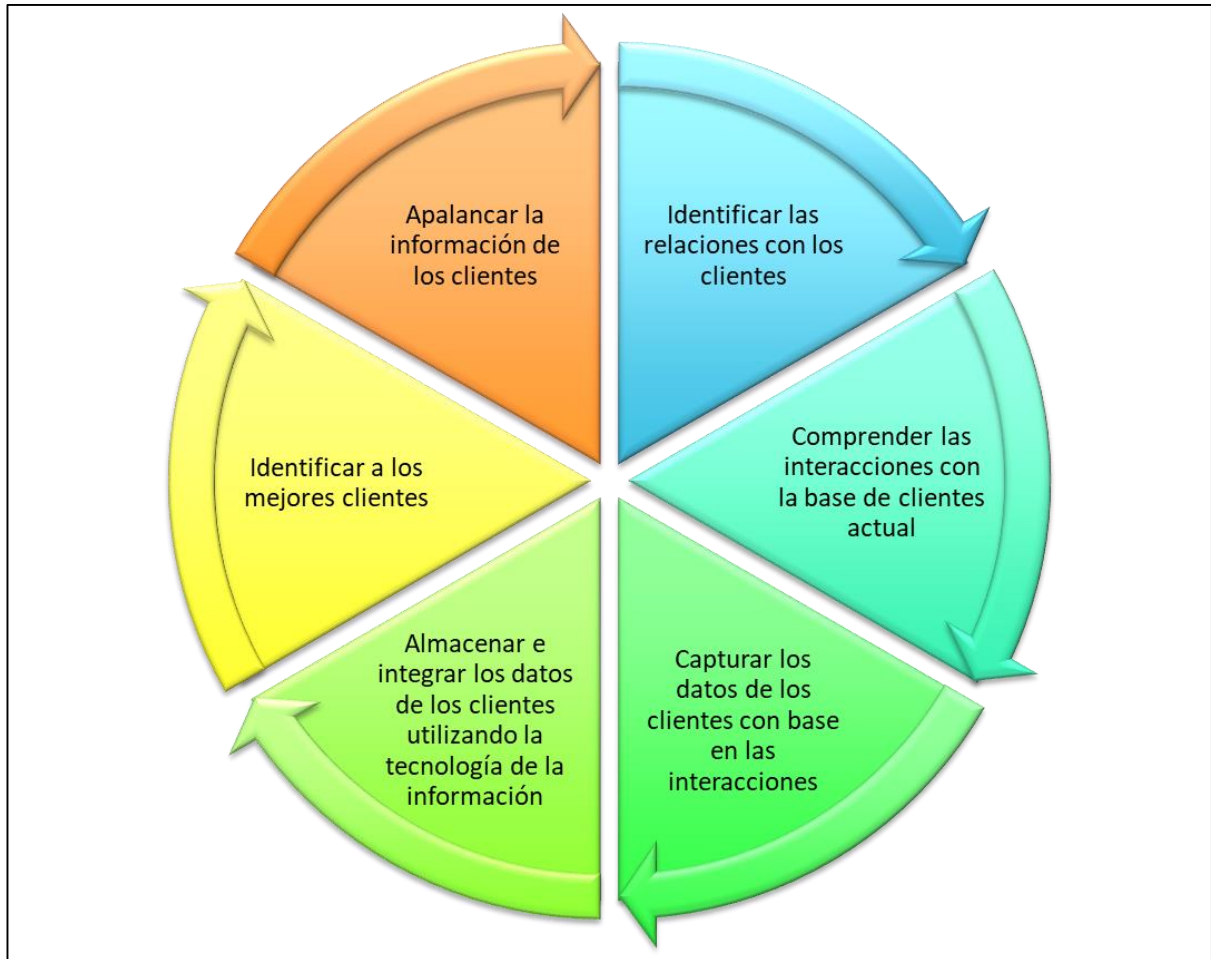 Identificar las
relaciones con los
clientes
Comprender las
interacciones con
la base de clientes
actual
Capturar los
datos de los
clientes con base
en las
interacciones
Almacenar e
integrar los datos
de los clientes
utilizando la
tecnología de la
información
Identificar a los
mejores clientes
Apalancar la
información de
los clientes